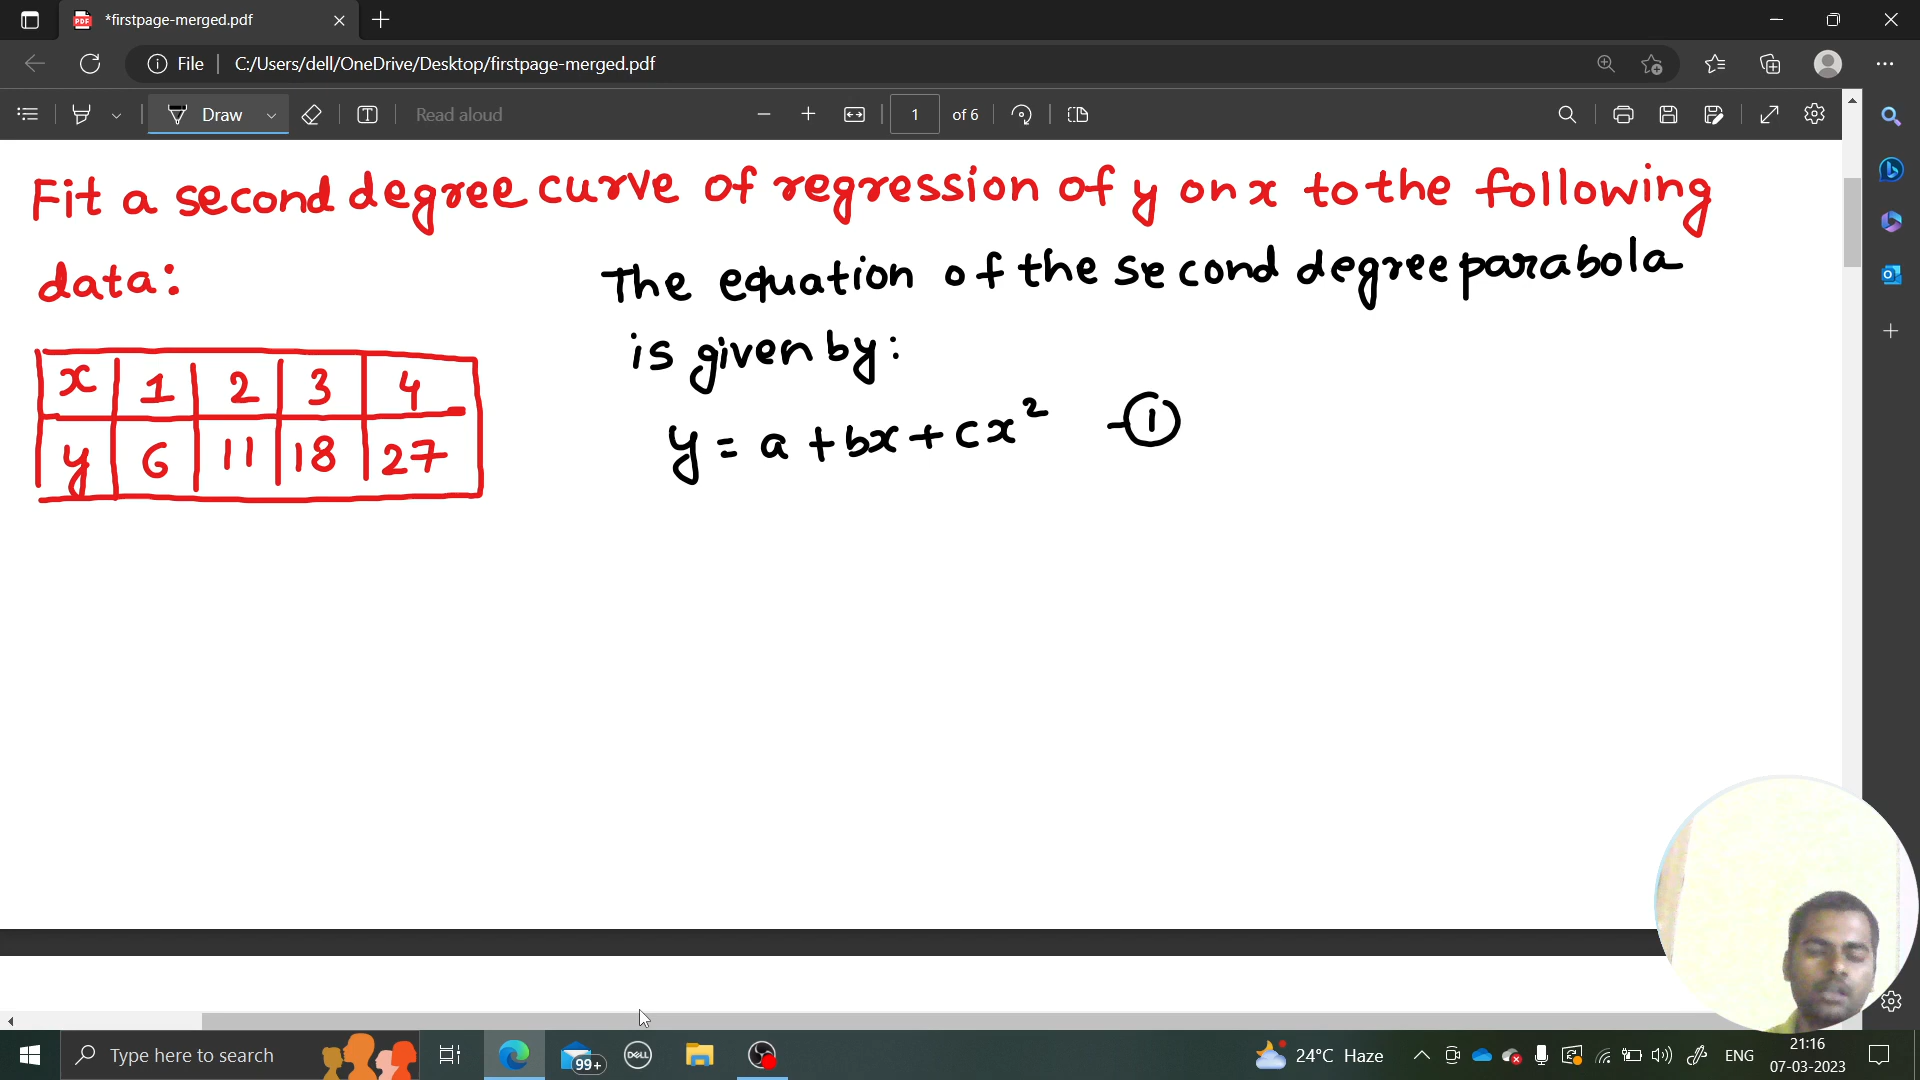 *firstpage-merged.pdf
File
C:/Users/dell/OneDrive/Desktop/firstpage-merged.pdf
Draw
Read aloud
1 of 6
Fit a second degree curve of regression of y on x to the following
data:
The equation of the second degree parabola
is given by:
x 1 2 3 4
y 6 11 18 27
y = a + bx + cx² -①
Type here to search
99+
DELL
24°C Haze
ENG
21:16
07-03-2023